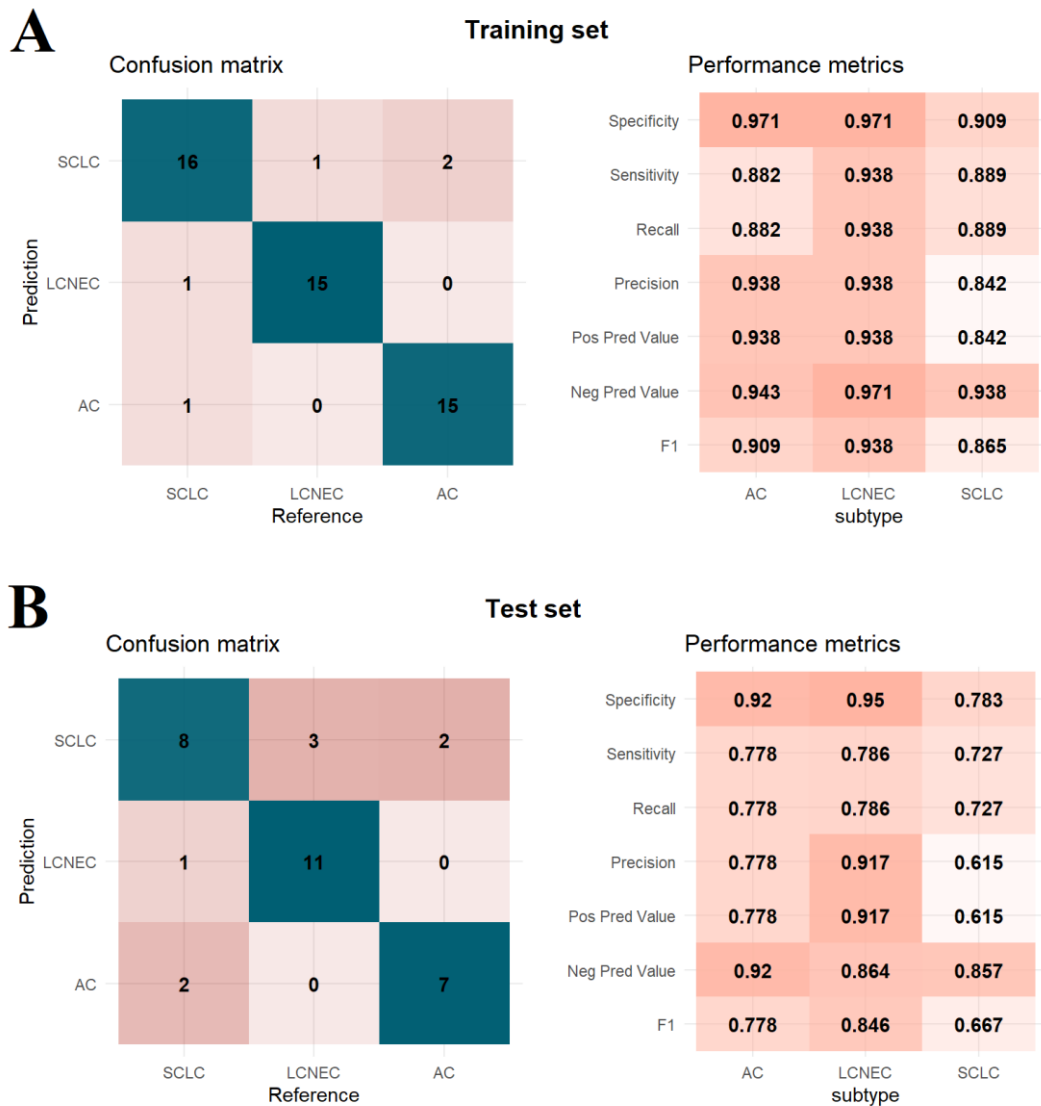 A
Training set
Confusion matrix
Performance metrics
SCLC 16 1 2
LCNEC 1 15 0
AC 1 0 15
Prediction
SCLC LCNEC AC
Reference
Specificity 0.971 0.971 0.909
Sensitivity 0.882 0.938 0.889
Recall 0.882 0.938 0.889
Precision 0.938 0.938 0.842
Pos Pred Value 0.938 0.938 0.842
Neg Pred Value 0.943 0.971 0.938
F1 0.909 0.938 0.865
AC LCNEC SCLC
subtype
B
Test set
Confusion matrix
Performance metrics
SCLC 8 3 2
LCNEC 1 11 0
AC 2 0 7
Prediction
SCLC LCNEC AC
Reference
Specificity 0.92 0.95 0.783
Sensitivity 0.778 0.786 0.727
Recall 0.778 0.786 0.727
Precision 0.778 0.917 0.615
Pos Pred Value 0.778 0.917 0.615
Neg Pred Value 0.92 0.864 0.857
F1 0.778 0.846 0.667
AC LCNEC SCLC
subtype